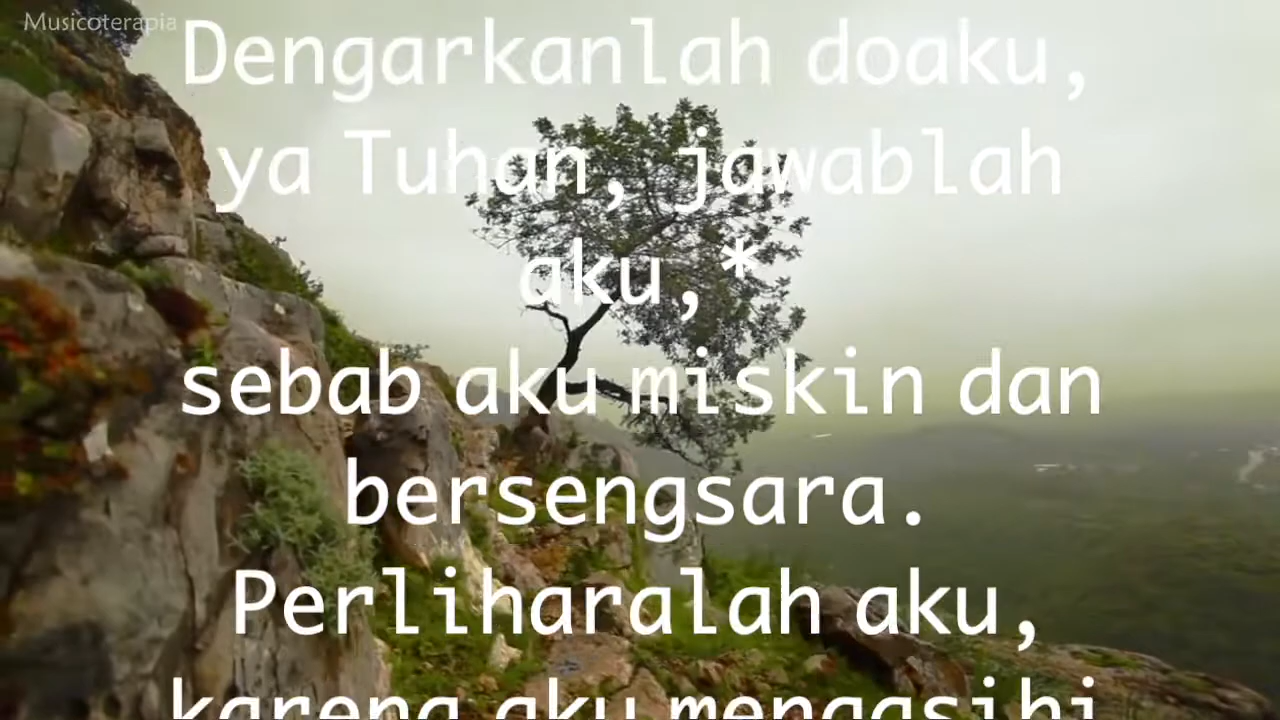 Musicoterapia
Dengarkanlah doaku,
ya Tuhan, jawablah
aku,*
sebab aku miskin dan
bersengsara.
Perliharalah aku,
karena aku mengasihi